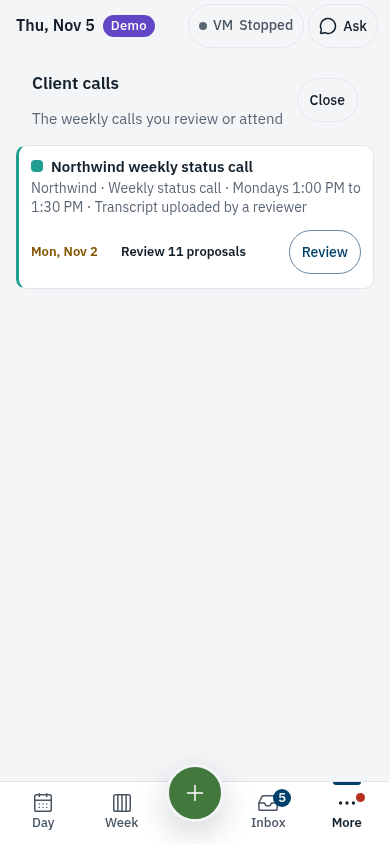 Thu, Nov 5 Demo VM Stopped Ask
Client calls
The weekly calls you review or attend
Close
Northwind weekly status call
Northwind · Weekly status call · Mondays 1:00 PM to
1:30 PM · Transcript uploaded by a reviewer
Mon, Nov 2 Review 11 proposals Review
Day Week Inbox 5 More